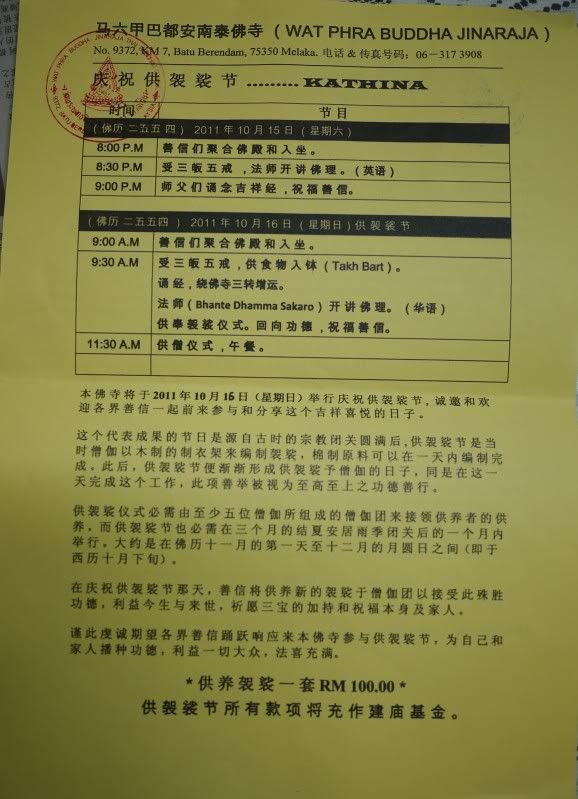 马六甲巴都安南泰佛寺 （WAT PHRA BUDDHA JINARAJA）
No. 9372, KM 7, Batu Berendam, 75350 Melaka. 电话 & 传真号码：06－317 3908
庆祝供袈裟节……… KATHINA
WAT PHRA BUDDHA JINARAJA
时间 节目
（佛历 二五五四） 2011 年 10 月 15 日（星期六）
8:00 P.M 善信们聚合佛殿和入坐。
8:30 P.M 受三皈五戒，法师开讲佛理。（英语）
9:00 P.M 师父们诵念吉祥经，祝福善信。
（佛历 二五五四） 2011 年 10 月 16 日（星期日）供袈裟节
9:00 A.M 善信们聚合佛殿和入坐。
9:30 A.M 受三皈五戒，供食物入钵（Takh Bart）。
诵经，绕佛寺三转增运。
法师（Bhante Dhamma Sakaro）开讲佛理。（华语）
供奉袈裟仪式。回向功德，祝福善信。
11:30 A.M 供僧仪式，午餐。
本佛寺将于 2011 年 10 月 16 日（星期日）举行庆祝供袈裟节，诚邀和欢
迎各界善信一起前来参与和分享这个吉祥喜悦的日子。
这个代表成果的节日是源自古时的宗教闭关圆满后，供袈裟节是当
时僧伽以木制的制衣架来编制袈裟，棉制原料可以在一天内编制完
成。此后，供袈裟节便渐渐形成供袈裟予僧伽的日子，同是在这一
天完成这个工作，此项善举被视为至高至上之功德善行。
供袈裟仪式必需由至少五位僧伽所组成的僧伽团来接领供养者的供
养，而供袈裟节也必需在三个月的结夏安居雨季闭关后的一个月内
举行。大约是在佛历十一月的第一天至十二月的月圆日之间（即于
西历十月下旬）。
在庆祝供袈裟节那天，善信将供养新的袈裟于僧伽团以接受此殊胜
功德，利益今生与来世，祈愿三宝的加持和祝福本身及家人。
谨此虔诚期望各界善信踊跃响应来本佛寺参与供袈裟节，为自己和
家人播种功德，利益一切大众，法喜充满。
*供养袈裟一套 RM 100.00*
供袈裟节所有款项将充作建庙基金。